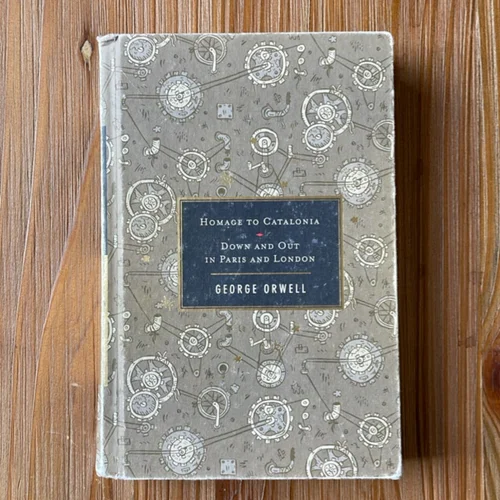 HOMAGE TO CATALONIA
DOWN AND OUT
IN PARIS AND LONDON
GEORGE ORWELL